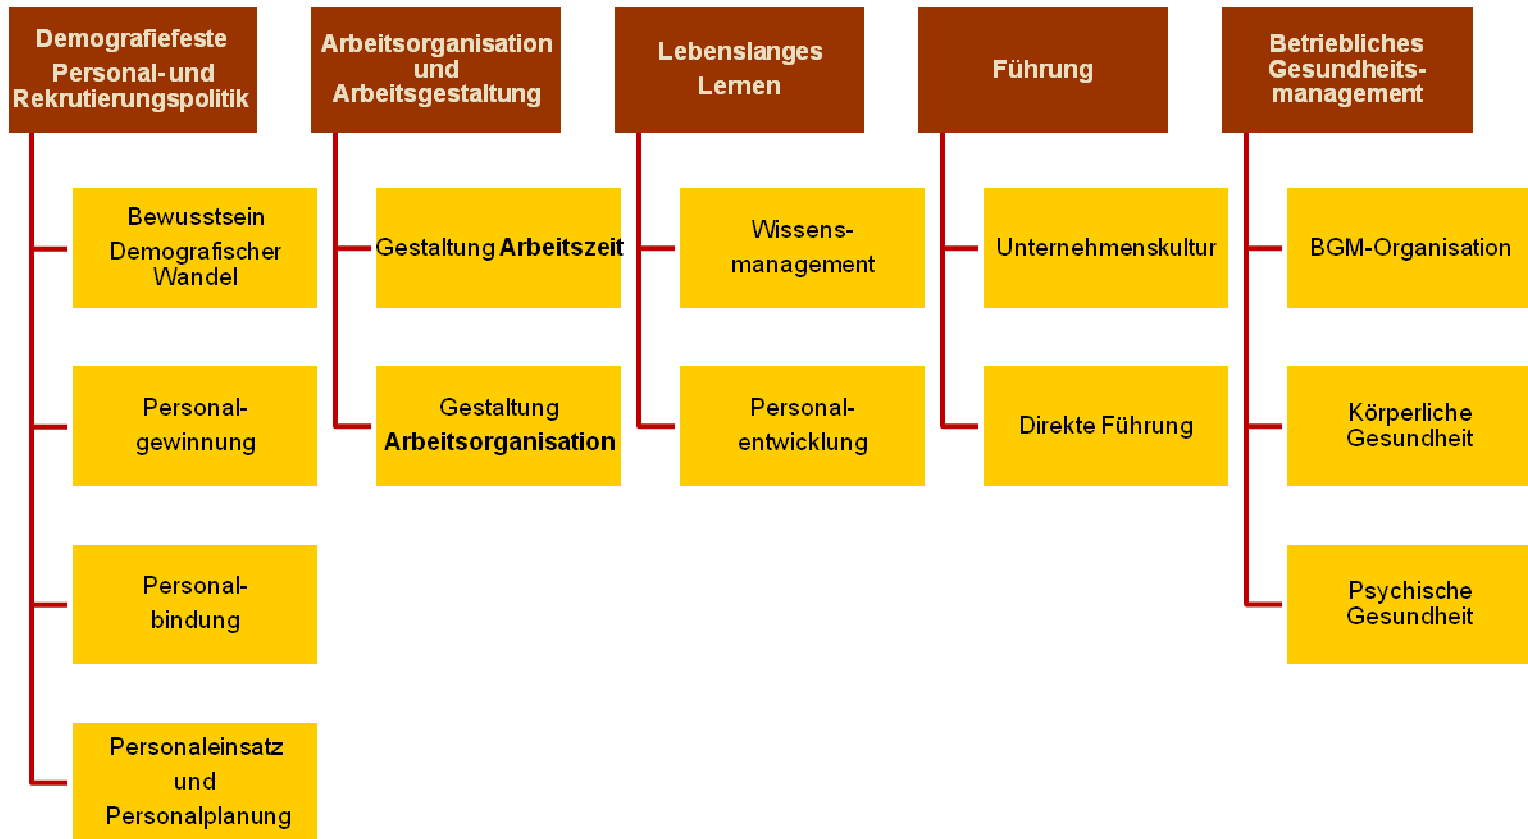 Demografiefeste
Personal- und
Rekrutierungspolitik
Arbeitsorganisation
und
Arbeitsgestaltung
Lebenslanges
Lernen
Führung
Betriebliches
Gesundheits-
management
Bewusstsein
Demografischer
Wandel
Personal-
gewinnung
Personal-
bindung
Personaleinsatz
und
Personalplanung
Gestaltung Arbeitszeit
Gestaltung
Arbeitsorganisation
Wissens-
management
Personal-
entwicklung
Unternehmenskultur
Direkte Führung
BGM-Organisation
Körperliche
Gesundheit
Psychische
Gesundheit